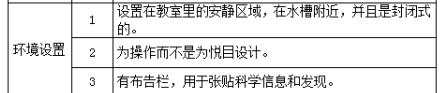 1 设置在教室里的安静区域，在水槽附近，并且是封闭式
的。
环境设置 2 为操作而不是为悦目设计。
3 有布告栏，用于张贴科学信息和发现。